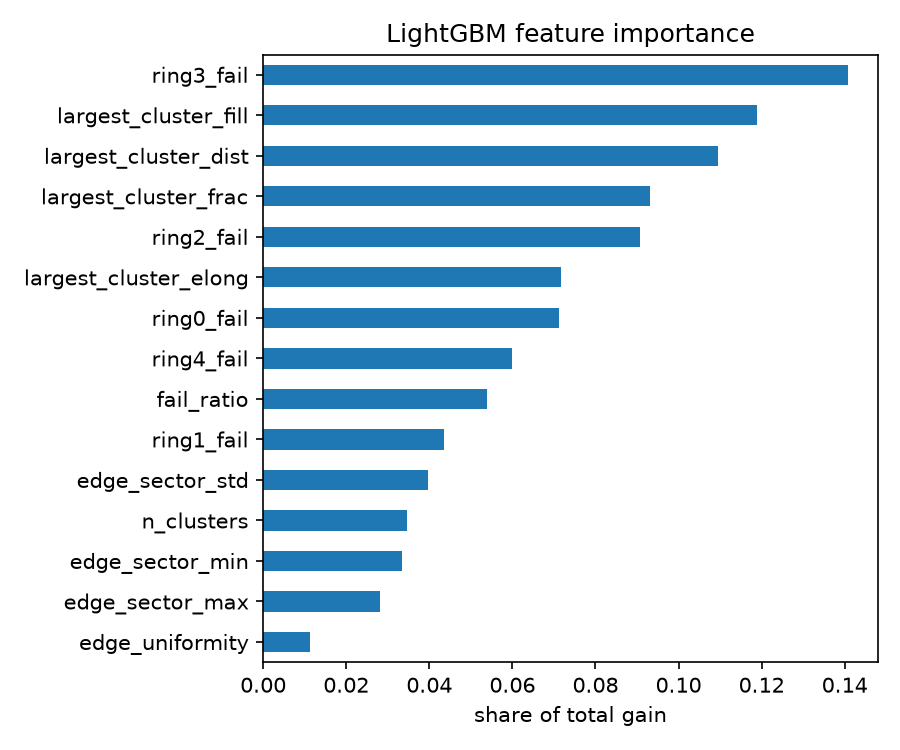 LightGBM feature importance
ring3_fail
largest_cluster_fill
largest_cluster_dist
largest_cluster_frac
ring2_fail
largest_cluster_elong
ring0_fail
ring4_fail
fail_ratio
ring1_fail
edge_sector_std
n_clusters
edge_sector_min
edge_sector_max
edge_uniformity
0.00 0.02 0.04 0.06 0.08 0.10 0.12 0.14
share of total gain